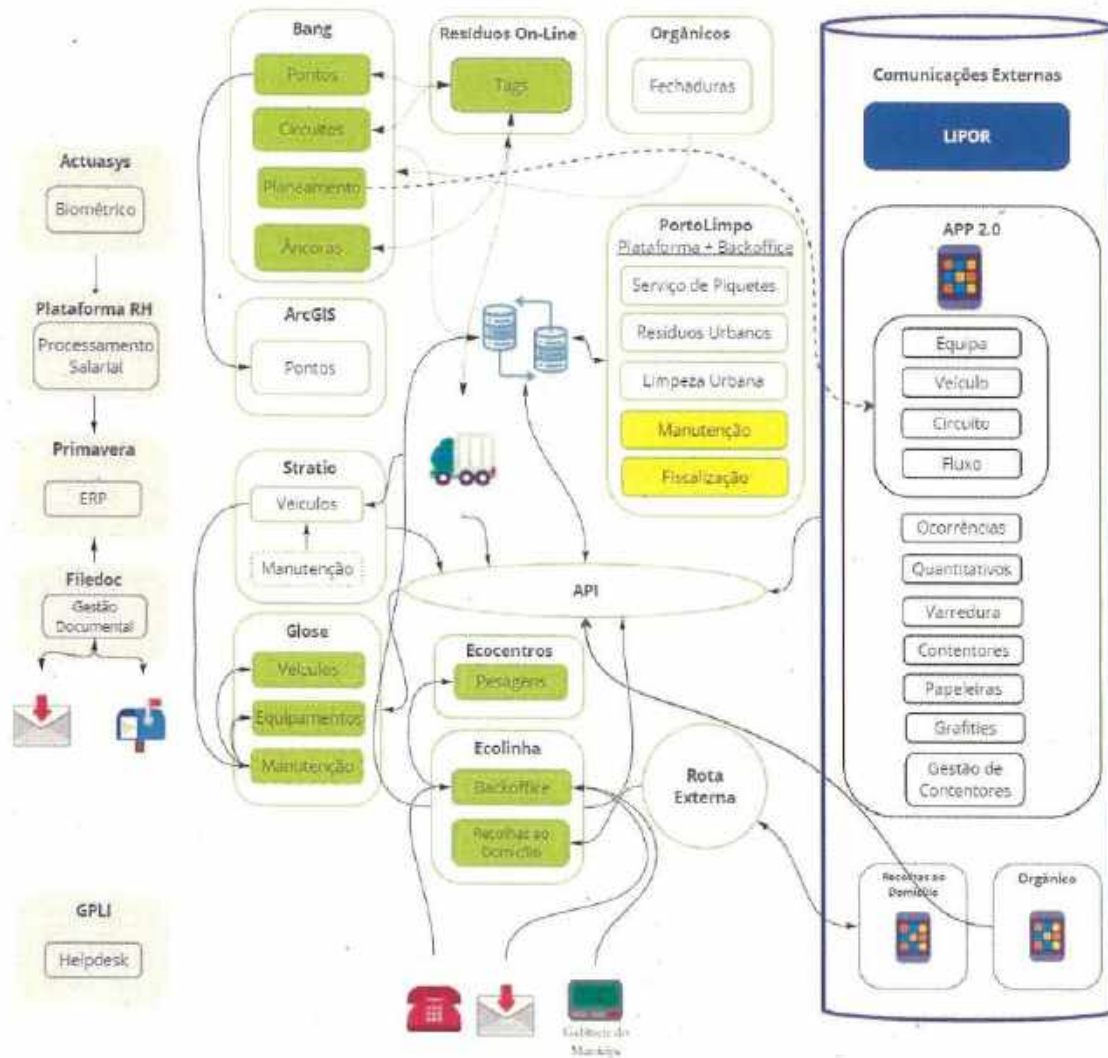 Actuasys
Biométrico
Plataforma RH
Processamento
Salarial
Primavera
ERP
Filedoc
Gestão
Documental
GPLI
Helpdesk
Bang
Pontos
Circuitos
Planeamento
Âncoras
ArcGIS
Pontos
Stratio
Veículos
Manutenção
Glose
Veículos
Equipamentos
Manutenção
Resíduos On-Line
Tags
Orgânicos
Fechaduras
PortoLimpo
Plataforma + Backoffice
Serviço de Piquetes
Resíduos Urbanos
Limpeza Urbana
Manutenção
Fiscalização
API
Ecocentros
Pesagens
Ecolinha
Backoffice
Recolhas ao
Domicílio
Rota
Externa
Gabinete do
Munícipe
Comunicações Externas
LIPOR
APP 2.0
Equipa
Veículo
Circuito
Fluxo
Ocorrências
Quantitativos
Varredura
Contentores
Papeleiras
Grafities
Gestão de
Contentores
Recolhas ao
Domicílio
Orgânico